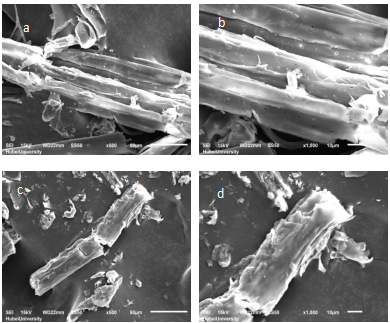 a
SEI 15kV WD22mm SS50 x500 50µm
HubeiUniversity
b
SEI 15kV WD22mm SS50 x1,000 10µm
HubeiUniversity
c
SEI 15kV WD22mm SS50 x500 50µm
HubeiUniversity
d
SEI 15kV WD22mm SS50 x1,000 10µm
HubeiUniversity